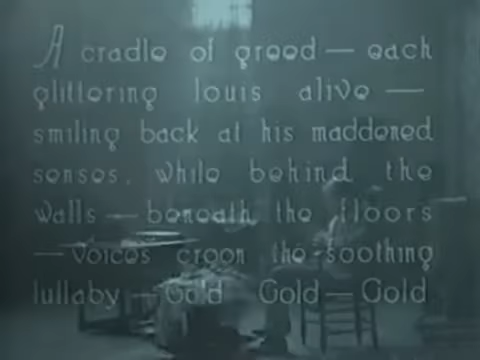 A cradle of greed — each
glittering louis alive —
smiling back at his maddened
senses, while behind the
walls — beneath the floors
— voices croon the soothing
lullaby — Gold Gold — Gold